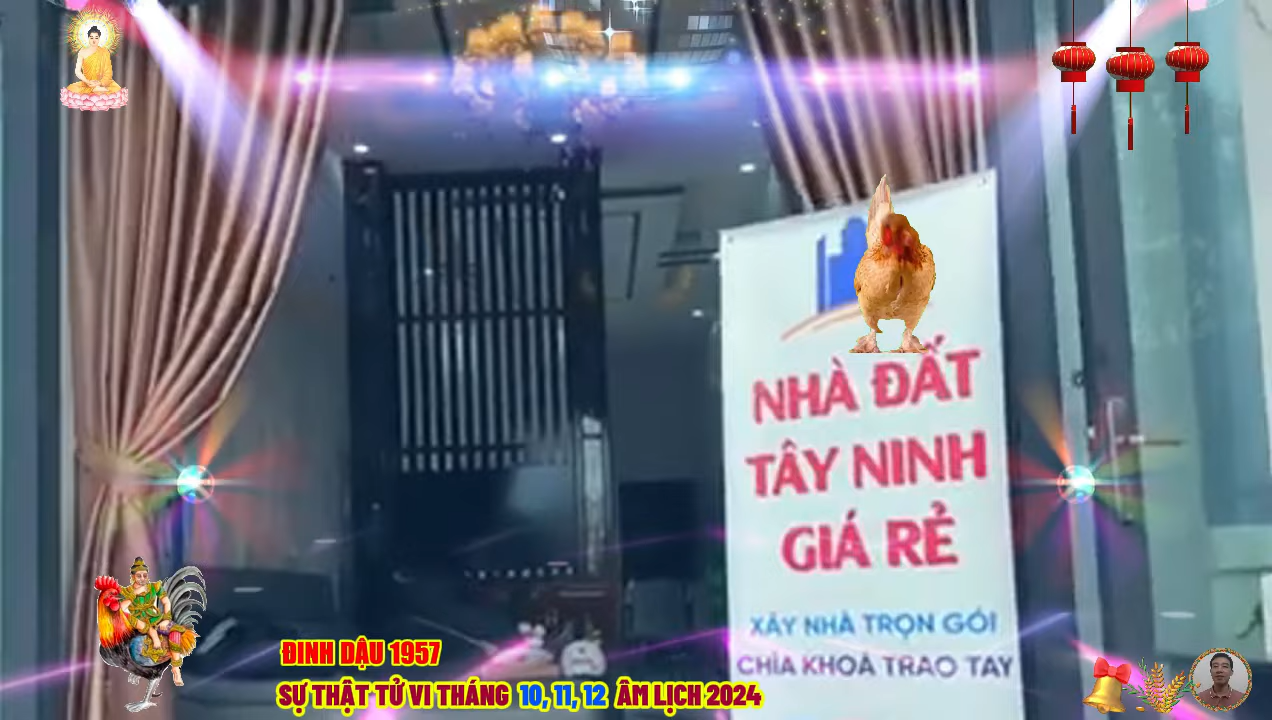 NHÀ ĐẤT
TÂY NINH
GIÁ RẺ
XÂY NHÀ TRỌN GÓI
CHÌA KHOÁ TRAO TAY
ĐINH DẬU 1957
SỰ THẬT TỬ VI THÁNG 10, 11, 12 ÂM LỊCH 2024